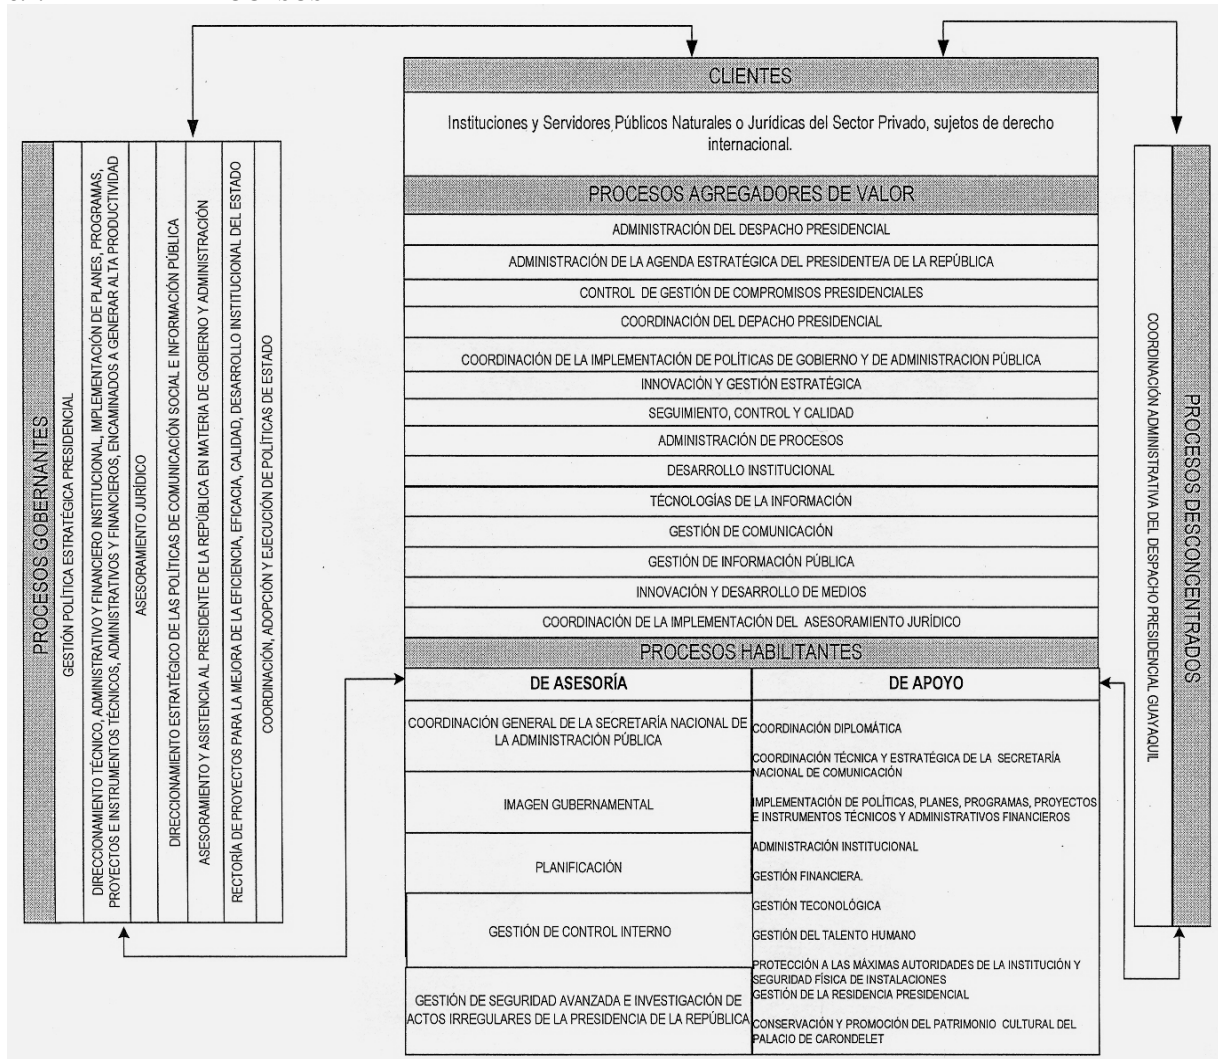 PROCESOS GOBERNANTES
GESTIÓN POLÍTICA ESTRATÉGICA PRESIDENCIAL
DIRECCIONAMIENTO TÉCNICO, ADMINISTRATIVO Y FINANCIERO INSTITUCIONAL, IMPLEMENTACIÓN DE PLANES, PROGRAMAS,
PROYECTOS E INSTRUMENTOS TÉCNICOS, ADMINISTRATIVOS Y FINANCIEROS, ENCAMINADOS A GENERAR ALTA PRODUCTIVIDAD
ASESORAMIENTO JURÍDICO
DIRECCIONAMIENTO ESTRATÉGICO DE LAS POLÍTICAS DE COMUNICACIÓN SOCIAL E INFORMACIÓN PÚBLICA
ASESORAMIENTO Y ASISTENCIA AL PRESIDENTE DE LA REPÚBLICA EN MATERIA DE GOBIERNO Y ADMINISTRACIÓN
RECTORÍA DE PROYECTOS PARA LA MEJORA DE LA EFICIENCIA, EFICACIA, CALIDAD, DESARROLLO INSTITUCIONAL DEL ESTADO
COORDINACIÓN, ADOPCIÓN Y EJECUCIÓN DE POLÍTICAS DE ESTADO
CLIENTES
Instituciones y Servidores Públicos Naturales o Jurídicas del Sector Privado, sujetos de derecho
internacional.
PROCESOS AGREGADORES DE VALOR
ADMINISTRACIÓN DEL DESPACHO PRESIDENCIAL
ADMINISTRACIÓN DE LA AGENDA ESTRATÉGICA DEL PRESIDENTE/A DE LA REPÚBLICA
CONTROL DE GESTIÓN DE COMPROMISOS PRESIDENCIALES
COORDINACIÓN DEL DEPACHO PRESIDENCIAL
COORDINACIÓN DE LA IMPLEMENTACIÓN DE POLÍTICAS DE GOBIERNO Y DE ADMINISTRACION PÚBLICA
INNOVACIÓN Y GESTIÓN ESTRATÉGICA
SEGUIMIENTO, CONTROL Y CALIDAD
ADMINISTRACIÓN DE PROCESOS
DESARROLLO INSTITUCIONAL
TÉCNOLOGÍAS DE LA INFORMACIÓN
GESTIÓN DE COMUNICACIÓN
GESTIÓN DE INFORMACIÓN PÚBLICA
INNOVACIÓN Y DESARROLLO DE MEDIOS
COORDINACIÓN DE LA IMPLEMENTACIÓN DEL ASESORAMIENTO JURÍDICO
PROCESOS HABILITANTES
DE ASESORÍA
COORDINACIÓN GENERAL DE LA SECRETARÍA NACIONAL DE
LA ADMINISTRACIÓN PÚBLICA
IMAGEN GUBERNAMENTAL
PLANIFICACIÓN
GESTIÓN DE CONTROL INTERNO
GESTIÓN DE SEGURIDAD AVANZADA E INVESTIGACIÓN DE
ACTOS IRREGULARES DE LA PRESIDENCIA DE LA REPÚBLICA
DE APOYO
COORDINACIÓN DIPLOMÁTICA
COORDINACIÓN TÉCNICA Y ESTRATÉGICA DE LA SECRETARÍA
NACIONAL DE COMUNICACIÓN
IMPLEMENTACIÓN DE POLÍTICAS, PLANES, PROGRAMAS, PROYECTOS
E INSTRUMENTOS TÉCNICOS Y ADMINISTRATIVOS FINANCIEROS
ADMINISTRACIÓN INSTITUCIONAL
GESTIÓN FINANCIERA.
GESTIÓN TECONOLÓGICA
GESTIÓN DEL TALENTO HUMANO
PROTECCIÓN A LAS MÁXIMAS AUTORIDADES DE LA INSTITUCIÓN Y
SEGURIDAD FÍSICA DE INSTALACIONES
GESTIÓN DE LA RESIDENCIA PRESIDENCIAL
CONSERVACIÓN Y PROMOCIÓN DEL PATRIMONIO CULTURAL DEL
PALACIO DE CARONDELET
COORDINACIÓN ADMINISTRATIVA DEL DESPACHO PRESIDENCIAL GUAYAQUIL
PROCESOS DESCONCENTRADOS